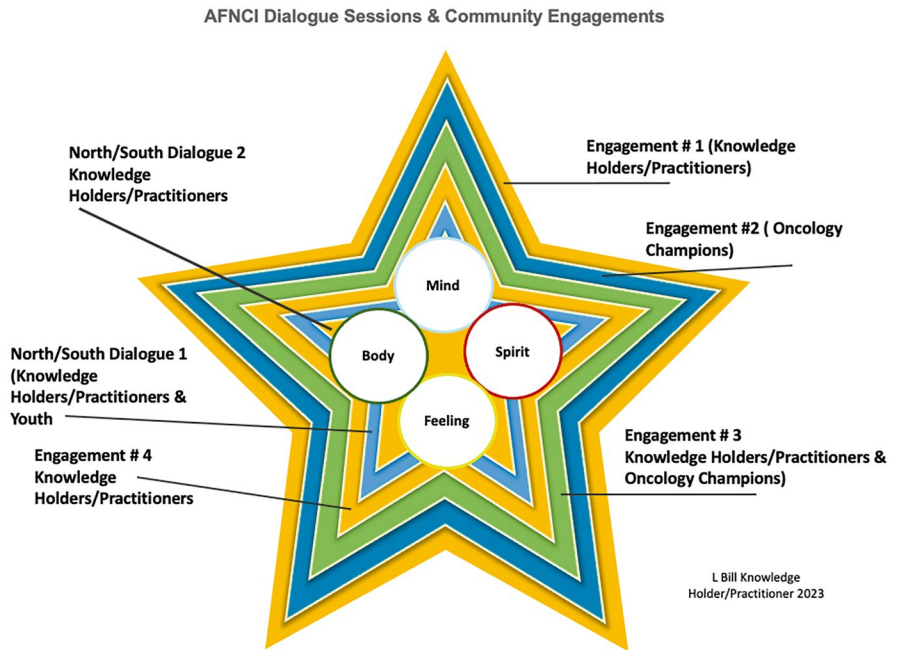 AFNCI Dialogue Sessions & Community Engagements
North/South Dialogue 2
Knowledge
Holders/Practitioners
Engagement # 1 (Knowledge
Holders/Practitioners)
Engagement #2 ( Oncology
Champions)
Mind
Body
Spirit
Feeling
North/South Dialogue 1
(Knowledge
Holders/Practitioners &
Youth
Engagement # 4
Knowledge
Holders/Practitioners
Engagement # 3
Knowledge Holders/Practitioners &
Oncology Champions)
L Bill Knowledge
Holder/Practitioner 2023